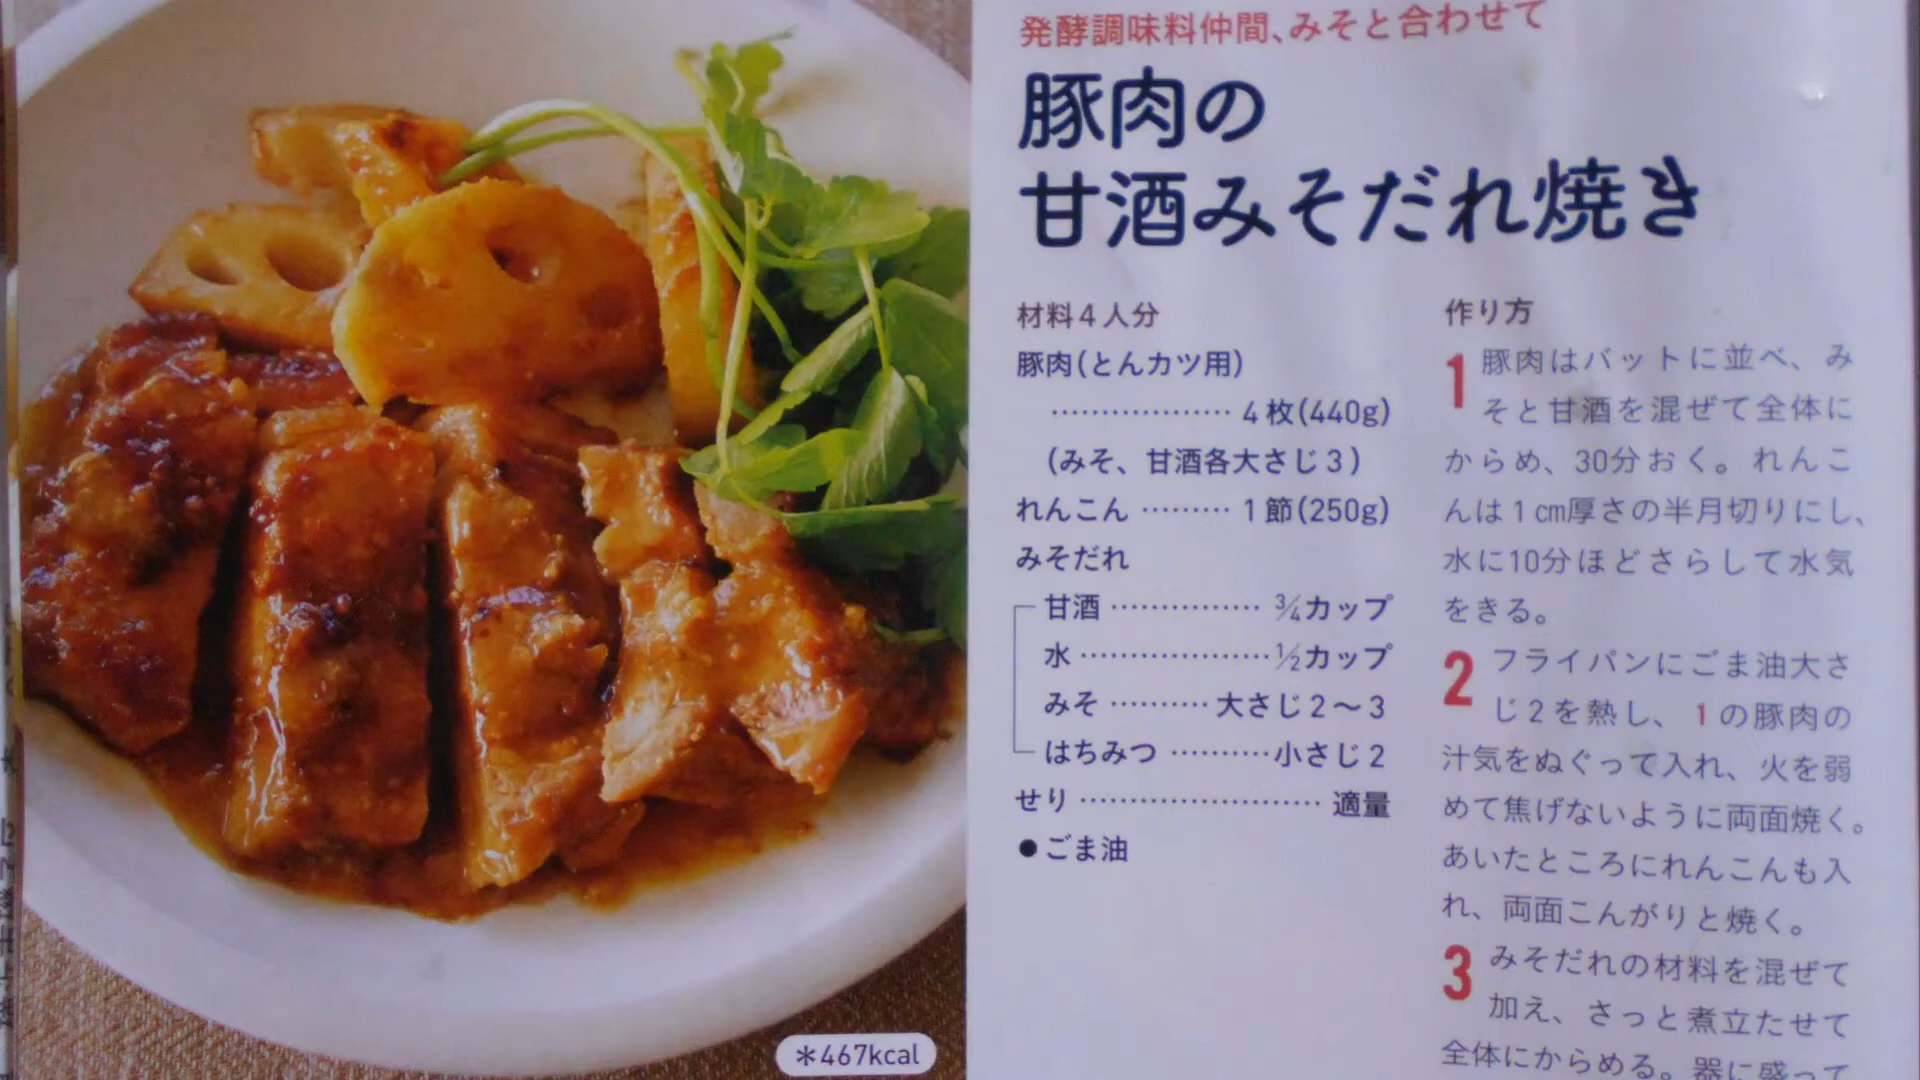 発酵調味料仲間、みそと合わせて
豚肉の
甘酒みそだれ焼き
材料4人分
豚肉(とんカツ用)
………………4枚(440g)
(みそ、甘酒各大さじ3)
れんこん………1節(250g)
みそだれ
甘酒……………¾カップ
水………………½カップ
みそ………大さじ2〜3
はちみつ………小さじ2
せり……………………適量
●ごま油
作り方
1 豚肉はバットに並べ、み
そと甘酒を混ぜて全体に
からめ、30分おく。れんこ
んは1cm厚さの半月切りにし、
水に10分ほどさらして水気
をきる。
2 フライパンにごま油大さ
じ2を熱し、1の豚肉の
汁気をぬぐって入れ、火を弱
めて焦げないように両面焼く。
あいたところにれんこんも入
れ、両面こんがりと焼く。
3 みそだれの材料を混ぜて
加え、さっと煮立たせて
全体にからめる。器に盛って
*467kcal